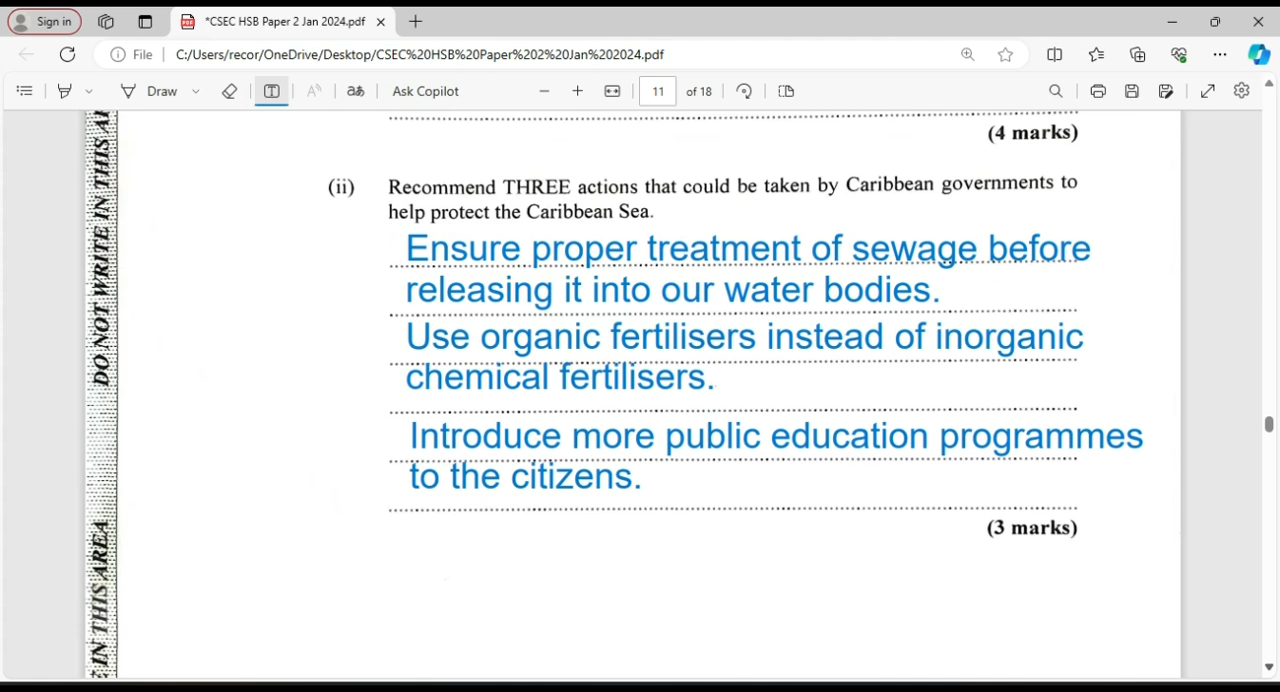 Sign in
*CSEC HSB Paper 2 Jan 2024.pdf
File
C:/Users/recor/OneDrive/Desktop/CSEC%20HSB%20Paper%202%20Jan%202024.pdf
Draw
aあ
Ask Copilot
11 of 18
(4 marks)
(ii) Recommend THREE actions that could be taken by Caribbean governments to
help protect the Caribbean Sea.
Ensure proper treatment of sewage before
releasing it into our water bodies.
Use organic fertilisers instead of inorganic
chemical fertilisers.
Introduce more public education programmes
to the citizens.
(3 marks)
DO NOT WRITE IN THIS
IN THIS AREA